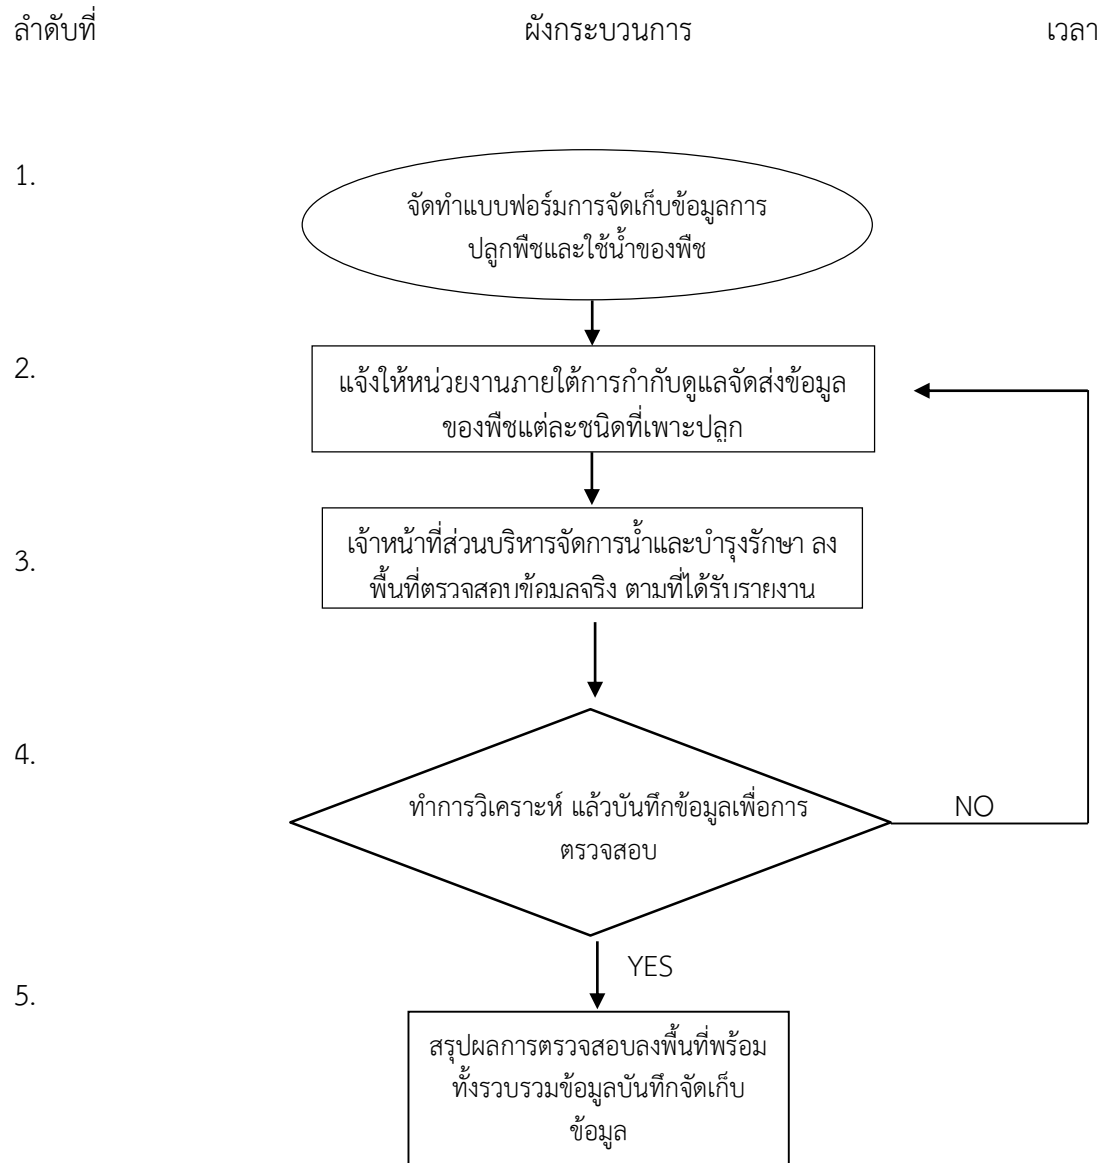 ลำดับที่ ผังกระบวนการ เวลา
1.
จัดทำแบบฟอร์มการจัดเก็บข้อมูลการ
ปลูกพืชและใช้น้ำของพืช
2.
แจ้งให้หน่วยงานภายใต้การกำกับดูแลจัดส่งข้อมูล
ของพืชแต่ละชนิดที่เพาะปลูก
3.
เจ้าหน้าที่ส่วนบริหารจัดการน้ำและบำรุงรักษา ลง
พื้นที่ตรวจสอบข้อมูลจริง ตามที่ได้รับรายงาน
4.
ทำการวิเคราะห์ แล้วบันทึกข้อมูลเพื่อการ
ตรวจสอบ
NO
YES
5.
สรุปผลการตรวจสอบลงพื้นที่พร้อม
ทั้งรวบรวมข้อมูลบันทึกจัดเก็บ
ข้อมูล